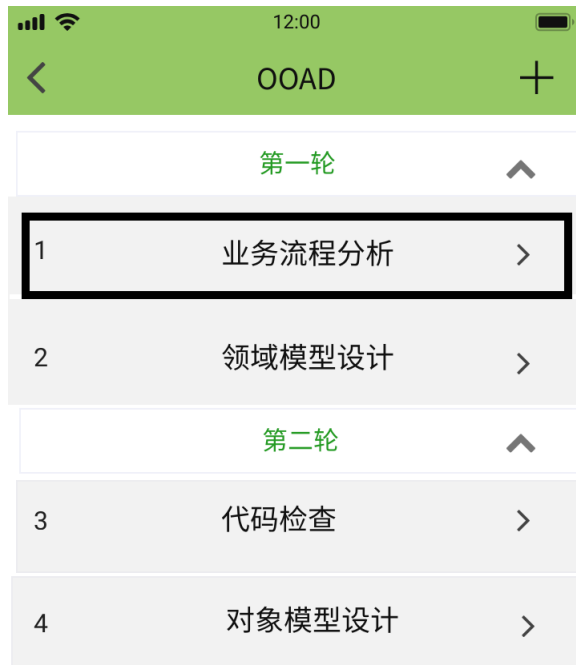 12:00
OOAD
第一轮
1 业务流程分析
2 领域模型设计
第二轮
3 代码检查
4 对象模型设计